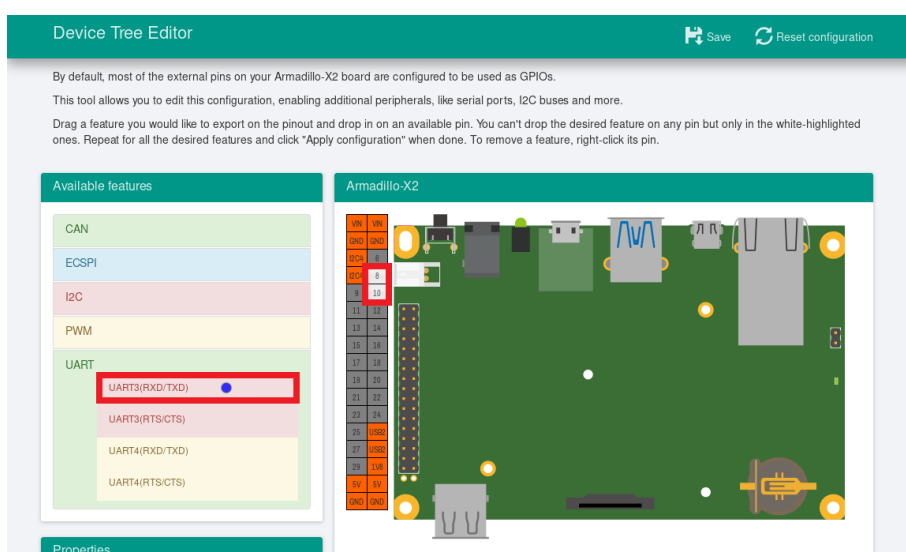 Device Tree Editor
Save
Reset configuration
By default, most of the external pins on your Armadillo-X2 board are configured to be used as GPIOs.
This tool allows you to edit this configuration, enabling additional peripherals, like serial ports, I2C buses and more.
Drag a feature you would like to export on the pinout and drop in on an available pin. You can't drop the desired feature on any pin but only in the white-highlighted
ones. Repeat for all the desired features and click "Apply configuration" when done. To remove a feature, right-click its pin.
Available features
CAN
ECSPI
I2C
PWM
UART
UART3(RXD/TXD)
UART3(RTS/CTS)
UART4(RXD/TXD)
UART4(RTS/CTS)
Properties
Armadillo-X2
VIN VIN
GND GND
I2C4 6
I2C4 8
9 10
11 12
13 14
15 16
17 18
19 20
21 22
23 24
25 USB2
27 USB2
29 1V8
5V 5V
GND GND